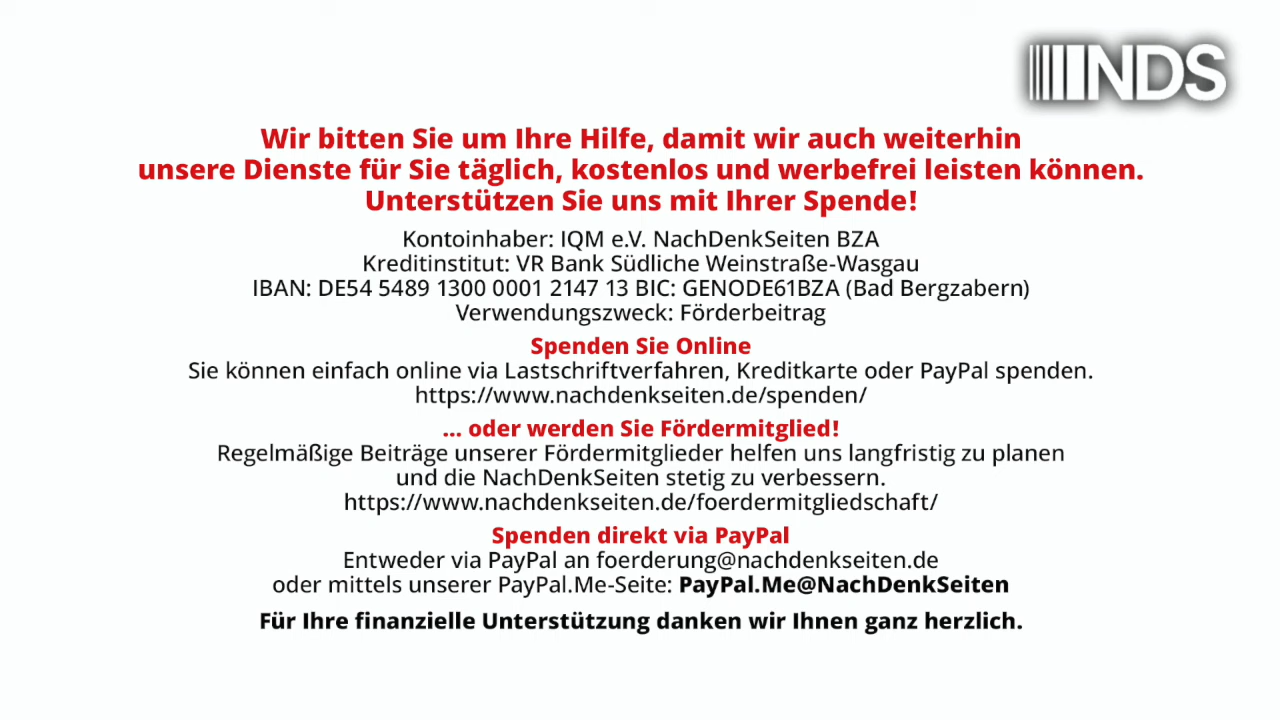 NDS
Wir bitten Sie um Ihre Hilfe, damit wir auch weiterhin
unsere Dienste für Sie täglich, kostenlos und werbefrei leisten können.
Unterstützen Sie uns mit Ihrer Spende!
Kontoinhaber: IQM e.V. NachDenkSeiten BZA
Kreditinstitut: VR Bank Südliche Weinstraße-Wasgau
IBAN: DE54 5489 1300 0001 2147 13 BIC: GENODE61BZA (Bad Bergzabern)
Verwendungszweck: Förderbeitrag
Spenden Sie Online
Sie können einfach online via Lastschriftverfahren, Kreditkarte oder PayPal spenden.
https://www.nachdenkseiten.de/spenden/
... oder werden Sie Fördermitglied!
Regelmäßige Beiträge unserer Fördermitglieder helfen uns langfristig zu planen
und die NachDenkSeiten stetig zu verbessern.
https://www.nachdenkseiten.de/foerdermitgliedschaft/
Spenden direkt via PayPal
Entweder via PayPal an foerderung@nachdenkseiten.de
oder mittels unserer PayPal.Me-Seite: PayPal.Me@NachDenkSeiten
Für Ihre finanzielle Unterstützung danken wir Ihnen ganz herzlich.